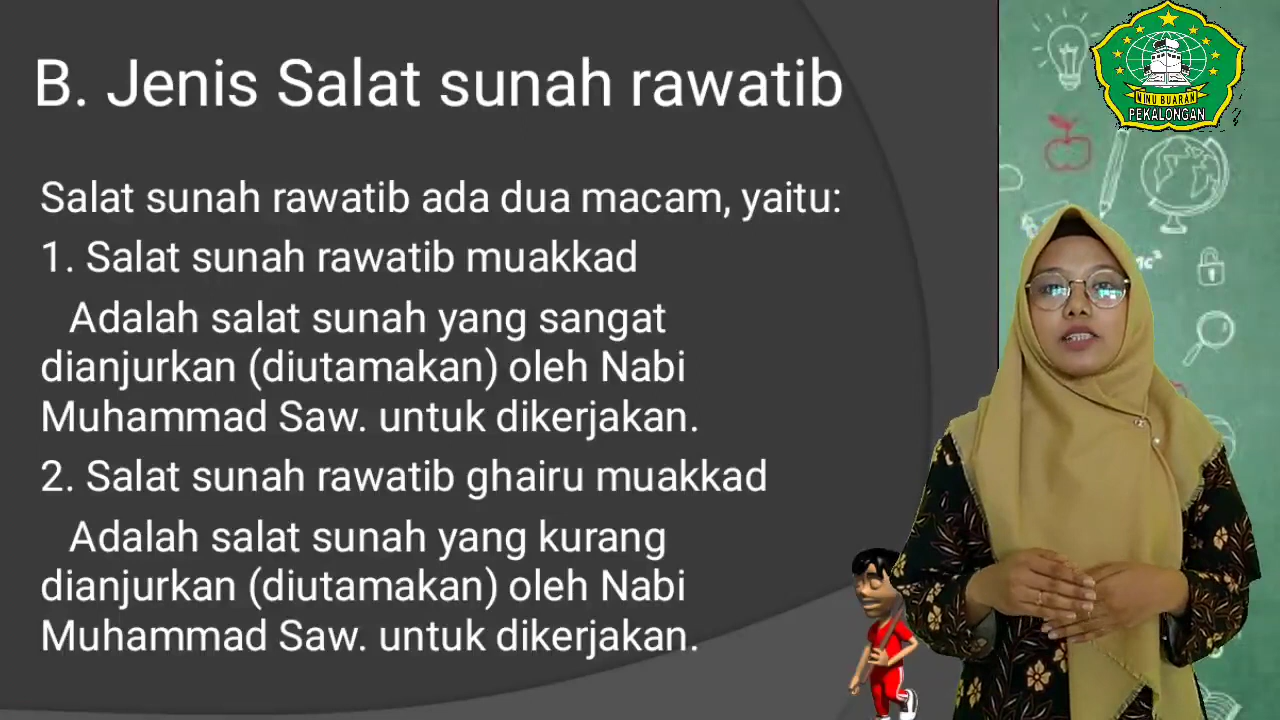 B. Jenis Salat sunah rawatib
Salat sunah rawatib ada dua macam, yaitu:
1. Salat sunah rawatib muakkad
Adalah salat sunah yang sangat
dianjurkan (diutamakan) oleh Nabi
Muhammad Saw. untuk dikerjakan.
2. Salat sunah rawatib ghairu muakkad
Adalah salat sunah yang kurang
dianjurkan (diutamakan) oleh Nabi
Muhammad Saw. untuk dikerjakan.
MINU BUARAN
PEKALONGAN